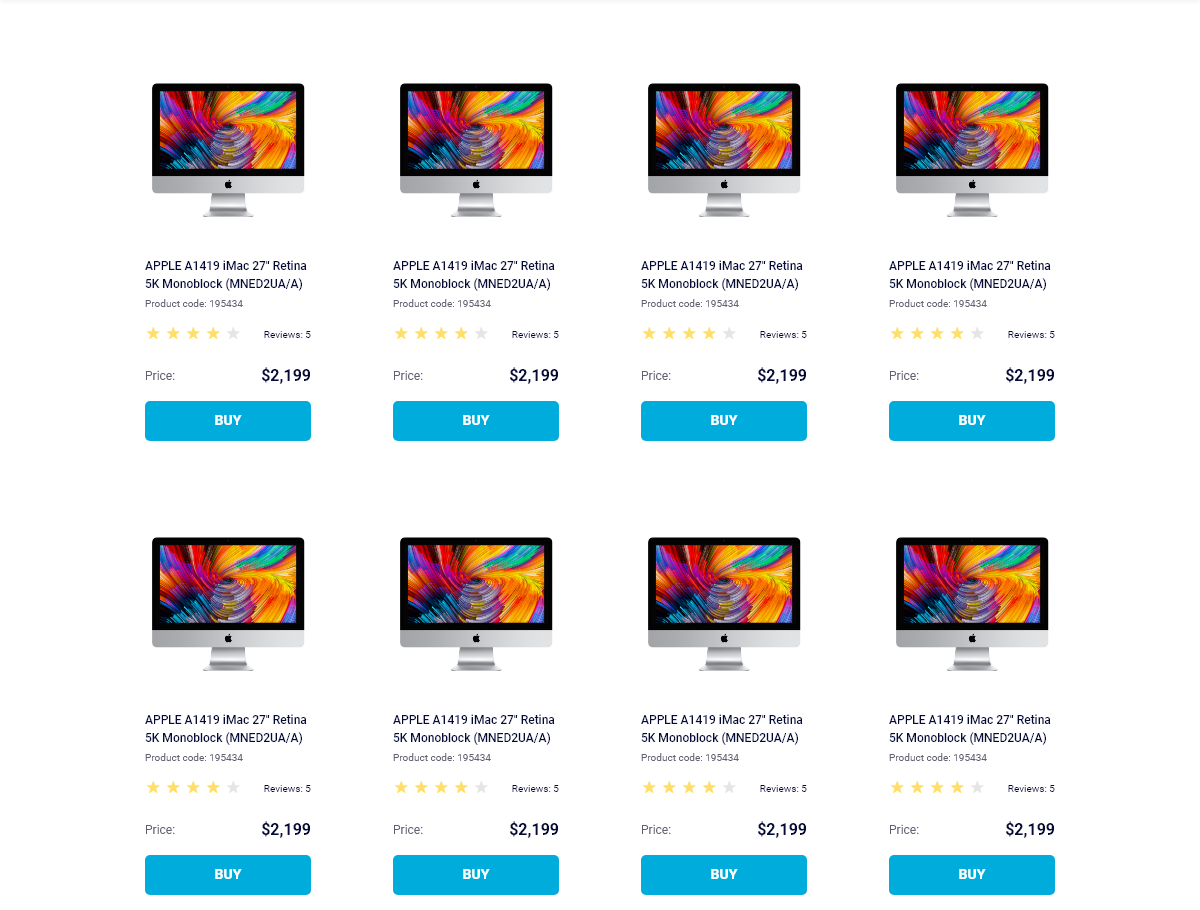 APPLE A1419 iMac 27" Retina
5K Monoblock (MNED2UA/A)
Product code: 195434
Reviews: 5
Price: $2,199
BUY
APPLE A1419 iMac 27" Retina
5K Monoblock (MNED2UA/A)
Product code: 195434
Reviews: 5
Price: $2,199
BUY
APPLE A1419 iMac 27" Retina
5K Monoblock (MNED2UA/A)
Product code: 195434
Reviews: 5
Price: $2,199
BUY
APPLE A1419 iMac 27" Retina
5K Monoblock (MNED2UA/A)
Product code: 195434
Reviews: 5
Price: $2,199
BUY
APPLE A1419 iMac 27" Retina
5K Monoblock (MNED2UA/A)
Product code: 195434
Reviews: 5
Price: $2,199
BUY
APPLE A1419 iMac 27" Retina
5K Monoblock (MNED2UA/A)
Product code: 195434
Reviews: 5
Price: $2,199
BUY
APPLE A1419 iMac 27" Retina
5K Monoblock (MNED2UA/A)
Product code: 195434
Reviews: 5
Price: $2,199
BUY
APPLE A1419 iMac 27" Retina
5K Monoblock (MNED2UA/A)
Product code: 195434
Reviews: 5
Price: $2,199
BUY